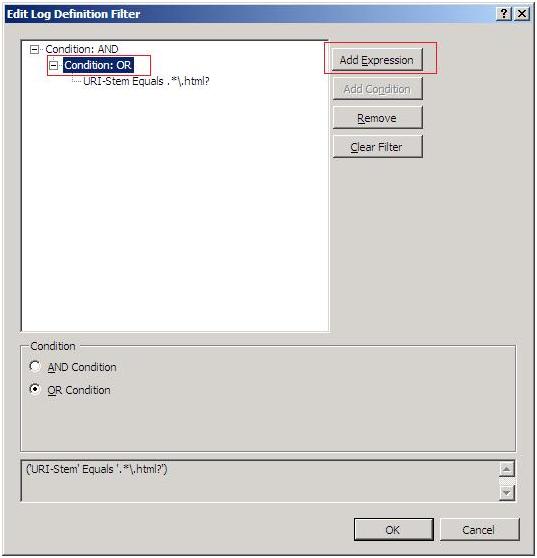 Edit Log Definition Filter
Condition: AND
Condition: OR
URI-Stem Equals .*\.html?
Add Expression
Add Condition
Remove
Clear Filter
Condition
AND Condition
OR Condition
('URI-Stem' Equals '.*\.html?')
OK
Cancel